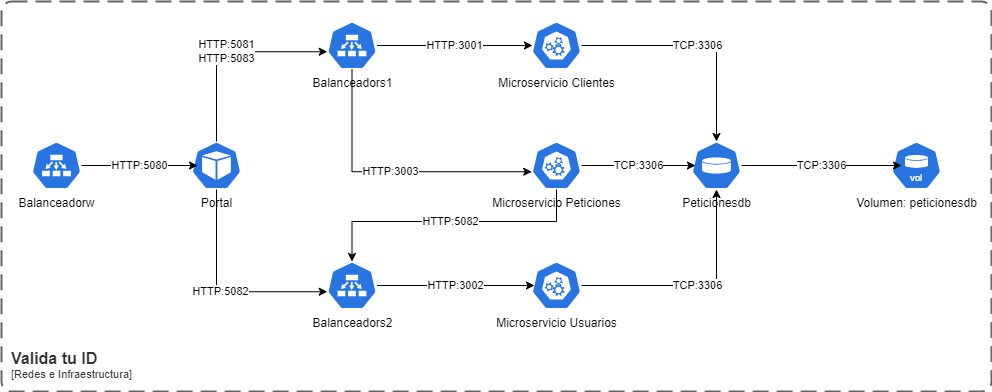 HTTP:5081
HTTP:5083
Balanceadors1
HTTP:3001
Microservicio Clientes
TCP:3306
Balanceadorw
HTTP:5080
Portal
HTTP:3003
Microservicio Peticiones
TCP:3306
Peticionesdb
TCP:3306
vol
Volumen: peticionesdb
HTTP:5082
HTTP:5082
Balanceadors2
HTTP:3002
Microservicio Usuarios
TCP:3306
Valida tu ID
[Redes e Infraestructura]